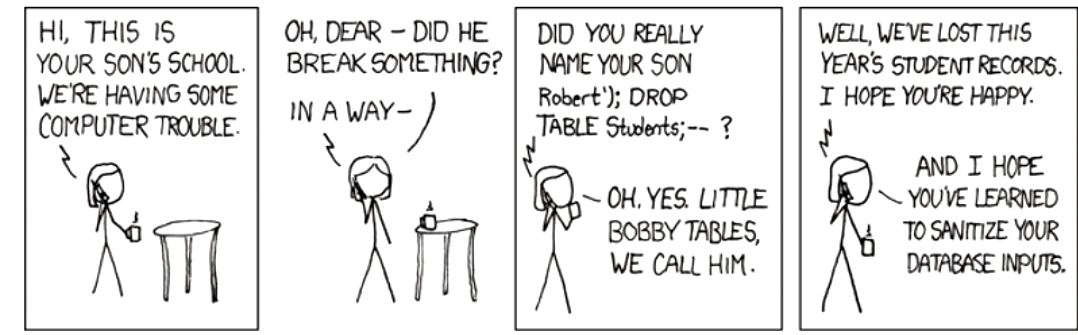 HI, THIS IS
YOUR SON'S SCHOOL.
WE'RE HAVING SOME
COMPUTER TROUBLE.
OH, DEAR – DID HE
BREAK SOMETHING?
IN A WAY–
DID YOU REALLY
NAME YOUR SON
Robert'); DROP
TABLE Students;-- ?
OH. YES. LITTLE
BOBBY TABLES,
WE CALL HIM.
WELL, WE'VE LOST THIS
YEAR'S STUDENT RECORDS.
I HOPE YOU'RE HAPPY.
AND I HOPE
YOU'VE LEARNED
TO SANITIZE YOUR
DATABASE INPUTS.